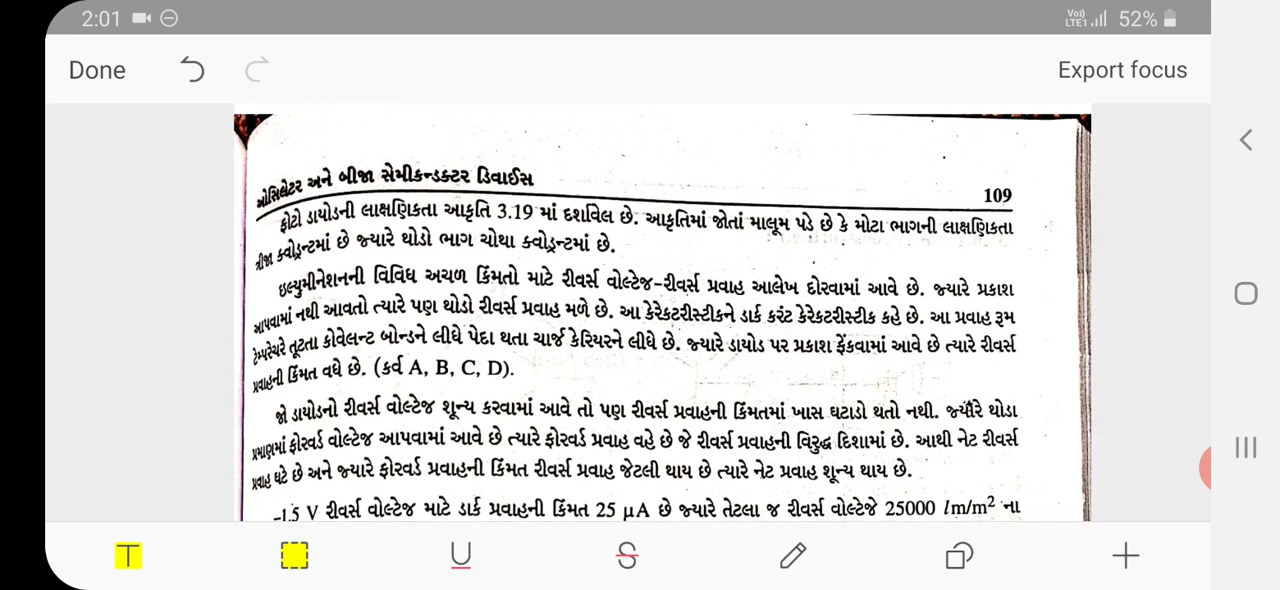 2:01
Vo))
LTE1
52%
Done
Export focus
ઓસિલેટર અને બીજા સેમીકન્ડક્ટર ડિવાઈસ
109
ફોટો ડાયોડની લાક્ષણિકતા આકૃતિ 3.19 માં દર્શાવેલ છે. આકૃતિમાં જોતાં માલૂમ પડે છે કે મોટા ભાગની લાક્ષણિકતા
ત્રીજા ક્વોડ્રન્ટમાં છે જ્યારે થોડો ભાગ ચોથા ક્વોડ્રન્ટમાં છે.
ઇલ્યુમીનેશનની વિવિધ અચળ કિંમતો માટે રીવર્સ વોલ્ટેજ-રીવર્સ પ્રવાહ આલેખ દોરવામાં આવે છે. જ્યારે પ્રકાશ
આપવામાં નથી આવતો ત્યારે પણ થોડો રીવર્સ પ્રવાહ મળે છે. આ કેરેકટરીસ્ટીકને ડાર્ક કરંટ કેરેકટરીસ્ટીક કહે છે. આ પ્રવાહ રૂમ
ટેમ્પરેચરે તૂટતા કોવેલન્ટ બોન્ડને લીધે પેદા થતા ચાર્જ કેરિયરને લીધે છે. જ્યારે ડાયોડ પર પ્રકાશ ફેંકવામાં આવે છે ત્યારે રીવર્સ
પ્રવાહની કિંમત વધે છે. (કર્વ A, B, C, D).
જો ડાયોડનો રીવર્સ વોલ્ટેજ શૂન્ય કરવામાં આવે તો પણ રીવર્સ પ્રવાહની કિંમતમાં ખાસ ઘટાડો થતો નથી. જ્યારે થોડા
પ્રમાણમાં ફોરવર્ડ વોલ્ટેજ આપવામાં આવે છે ત્યારે ફોરવર્ડ પ્રવાહ વહે છે જે રીવર્સ પ્રવાહની વિરુદ્ધ દિશામાં છે. આથી નેટ રીવર્સ
પ્રવાહ ઘટે છે અને જ્યારે ફોરવર્ડ પ્રવાહની કિંમત રીવર્સ પ્રવાહ જેટલી થાય છે ત્યારે નેટ પ્રવાહ શૂન્ય થાય છે.
-1.5 V રીવર્સ વોલ્ટેજ માટે ડાર્ક પ્રવાહની કિંમત 25 μA છે જ્યારે તેટલા જ રીવર્સ વોલ્ટેજે 25000 lm/m² ના
T
U
S